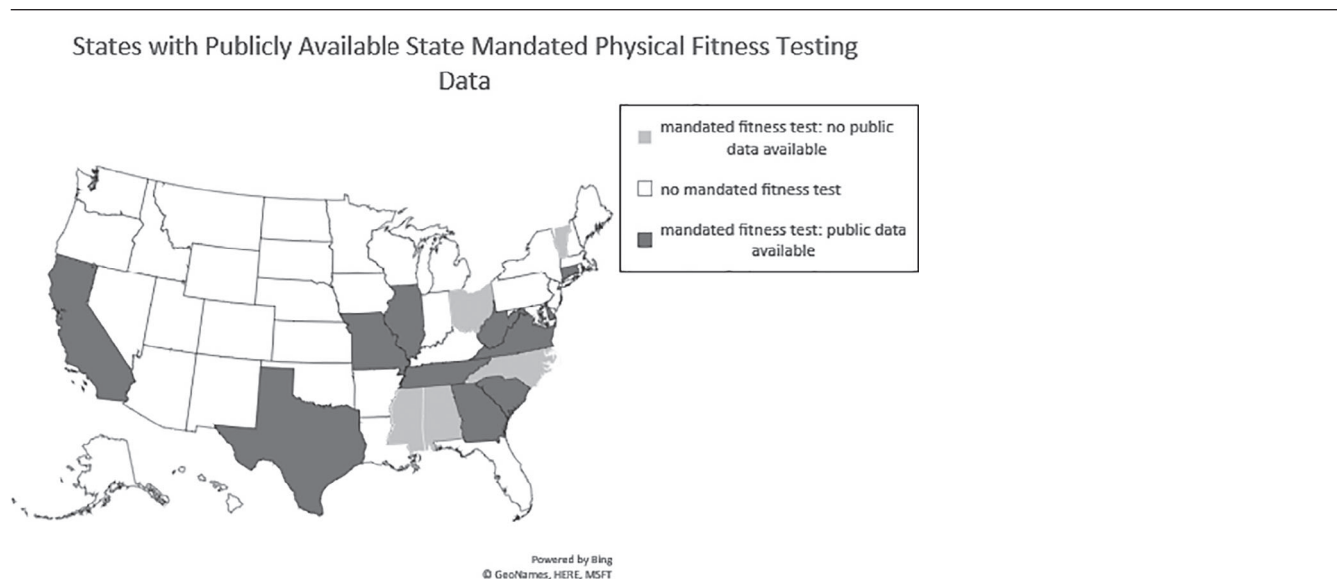 States with Publicly Available State Mandated Physical Fitness Testing
Data
mandated fitness test: no public
data available
no mandated fitness test
mandated fitness test: public data
available
Powered by Bing
© GeoNames, HERE, MSFT